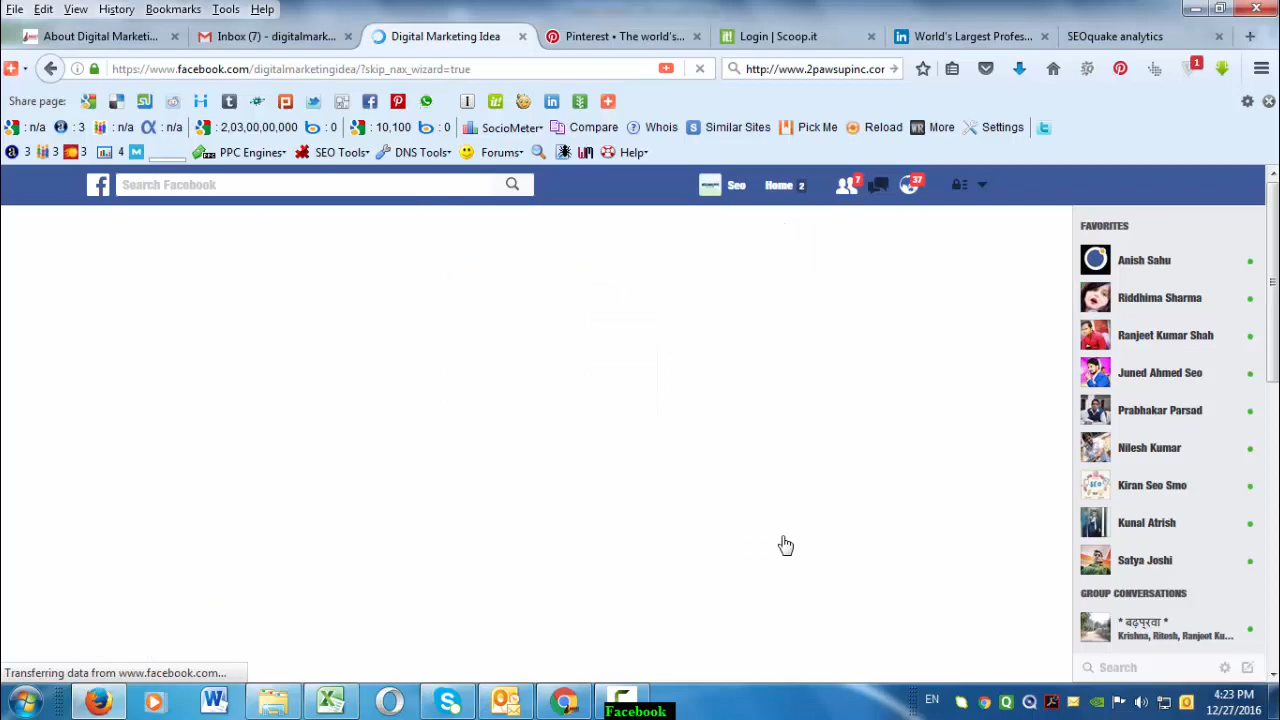 File Edit View History Bookmarks Tools Help
About Digital Marketi... × Inbox (7) - digitalmark... × Digital Marketing Idea × Pinterest • The world's... × Login | Scoop.it × World's Largest Profes... × SEOquake analytics ×
https://www.facebook.com/digitalmarketingidea/?skip_nax_wizard=true http://www.2pawsupinc.cor 1
Share page:
: n/a : 3 : n/a : n/a : 2,03,00,00,000 : 0 : 10,100 : 0 SocioMeter Compare Whois Similar Sites Pick Me Reload More Settings
3 3 3 4 PPC Engines SEO Tools DNS Tools Forums Help
Search Facebook Seo Home 2 7 37
FAVORITES
Anish Sahu
Riddhima Sharma
Ranjeet Kumar Shah
Juned Ahmed Seo
Prabhakar Parsad
Nilesh Kumar
Kiran Seo Smo
Kunal Atrish
Satya Joshi
GROUP CONVERSATIONS
* बढ़प्रवा *
Krishna, Ritesh, Ranjeet Ku...
Search
Transferring data from www.facebook.com...
EN 4:23 PM
Facebook 12/27/2016